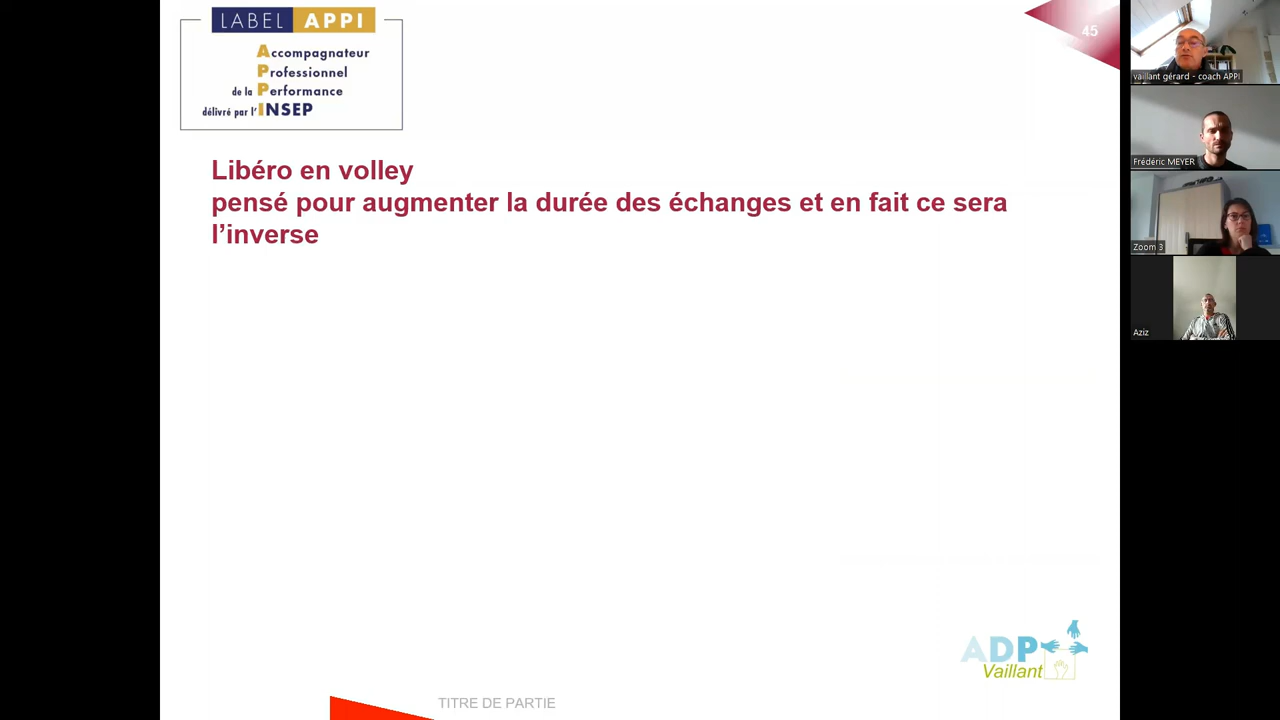 LABEL APPI
Accompagnateur
Professionnel
de la Performance
délivré par l'INSEP
45
Libéro en volley
pensé pour augmenter la durée des échanges et en fait ce sera
l’inverse
ADP
Vaillant
TITRE DE PARTIE
vaillant gérard - coach APPI
Frédéric MEYER
Zoom 3
Aziz